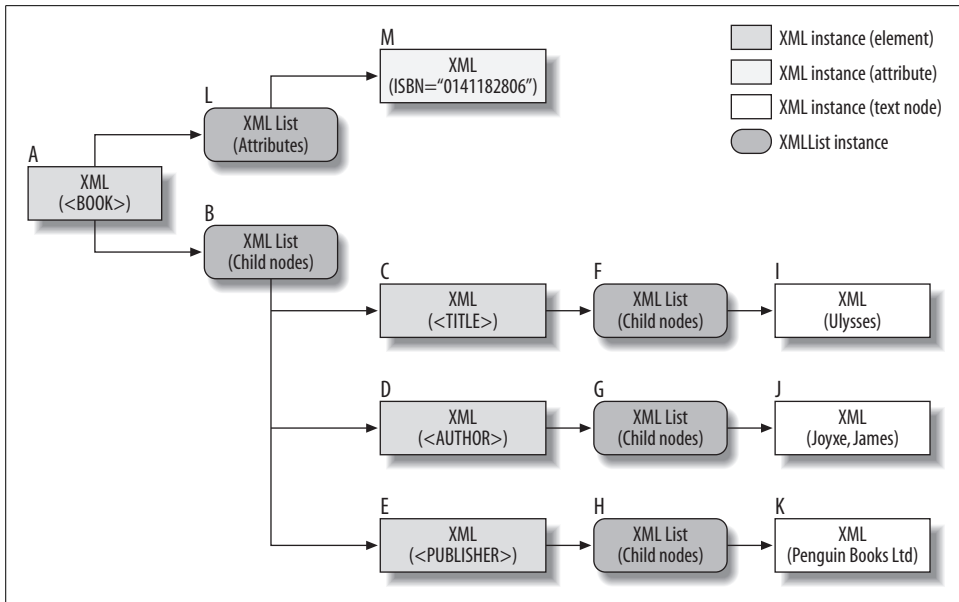 M
XML
(ISBN=“0141182806”)
XML instance (element)
XML instance (attribute)
XML instance (text node)
XMLList instance
L
XML List
(Attributes)
A
XML
(<BOOK>)
B
XML List
(Child nodes)
C
XML
(<TITLE>)
F
XML List
(Child nodes)
I
XML
(Ulysses)
D
XML
(<AUTHOR>)
G
XML List
(Child nodes)
J
XML
(Joyxe, James)
E
XML
(<PUBLISHER>)
H
XML List
(Child nodes)
K
XML
(Penguin Books Ltd)